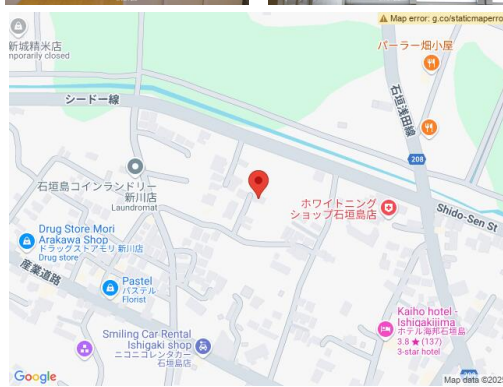 Map error: g.co/staticmaperro
新城精米店
mporarily closed
パーラー畑小屋
シードー線
石垣浅田線
208
石垣島コインランドリー
新川店
Laundromat
ホワイトニング
ショップ石垣島店
Shido-Sen St
Drug Store Mori
Arakawa Shop
ドラッグストアモリ 新川店
Drug store
産業道路
Pastel
パステル
Florist
Kaiho hotel -
Ishigakijima
ホテル海邦石垣島
3.8 ★ (137)
3-star hotel
Smiling Car Rental
Ishigaki shop
ニコニコレンタカー
石垣島店
Google
Map data ©202